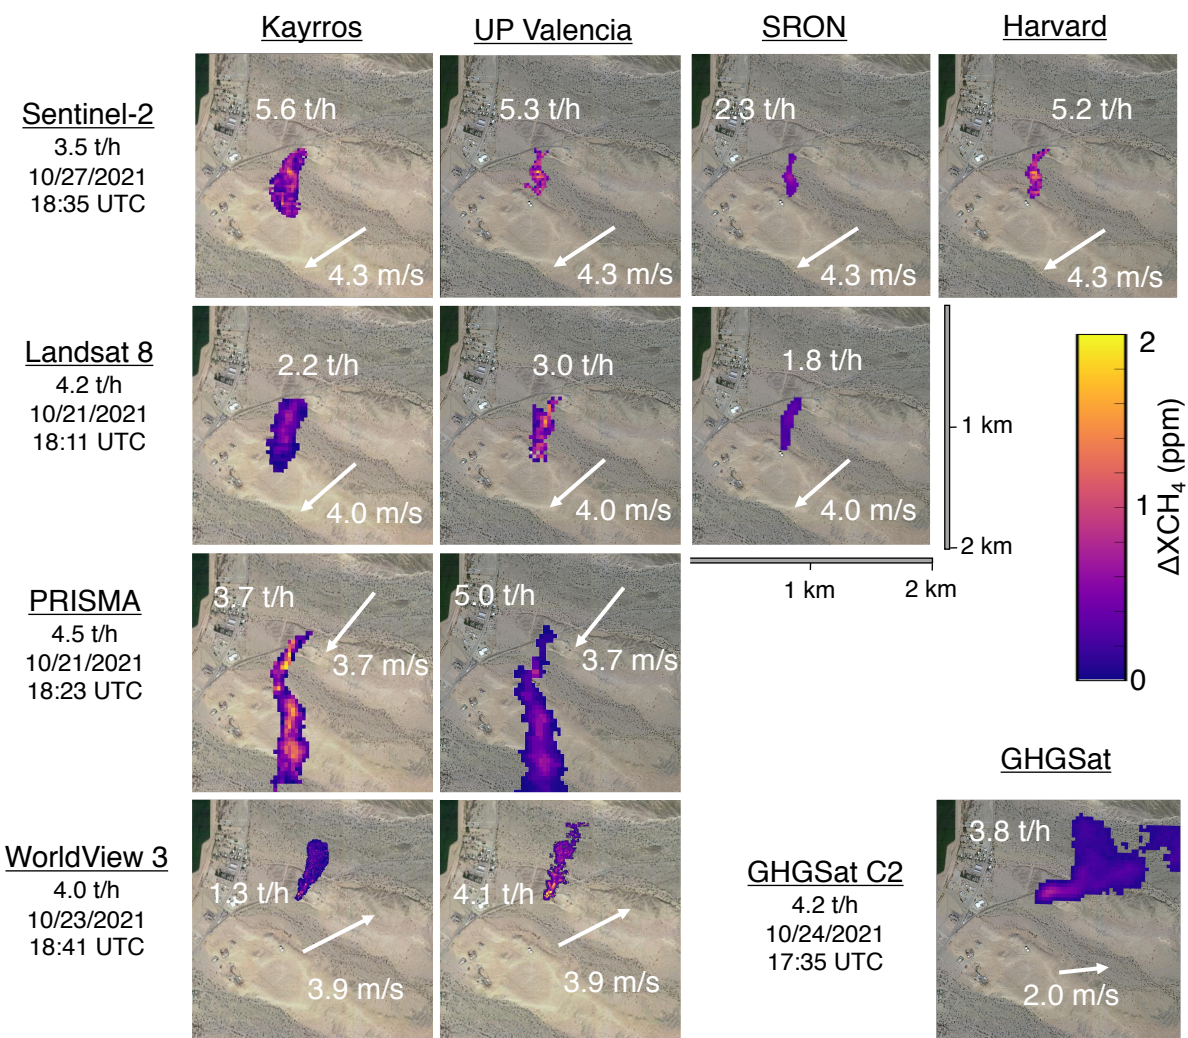 Kayrros
UP Valencia
SRON
Harvard
Sentinel-2
3.5 t/h
10/27/2021
18:35 UTC
5.6 t/h
4.3 m/s
5.3 t/h
4.3 m/s
2.3 t/h
4.3 m/s
5.2 t/h
4.3 m/s
Landsat 8
4.2 t/h
10/21/2021
18:11 UTC
2.2 t/h
4.0 m/s
3.0 t/h
4.0 m/s
1.8 t/h
4.0 m/s
1 km
2 km
1 km
2 km
2
1
0
ΔXCH₄ (ppm)
PRISMA
4.5 t/h
10/21/2021
18:23 UTC
3.7 t/h
3.7 m/s
5.0 t/h
3.7 m/s
WorldView 3
4.0 t/h
10/23/2021
18:41 UTC
1.3 t/h
3.9 m/s
4.1 t/h
3.9 m/s
GHGSat C2
4.2 t/h
10/24/2021
17:35 UTC
GHGSat
3.8 t/h
2.0 m/s